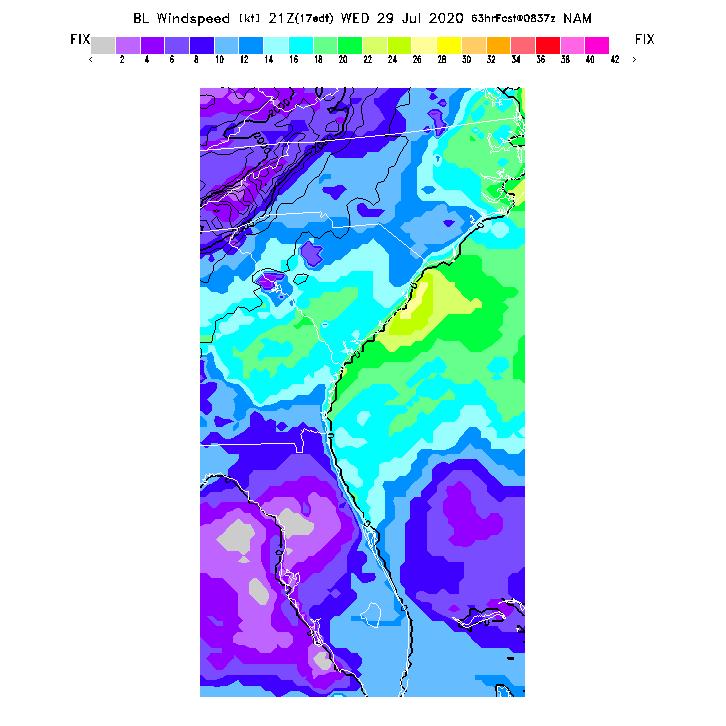 BL Windspeed [kt] 21Z(17edt) WED 29 Jul 2020 63hrFcst@0837z NAM
FIX FIX
< 2 4 6 8 10 12 14 16 18 20 22 24 26 28 30 32 34 36 38 40 42 >